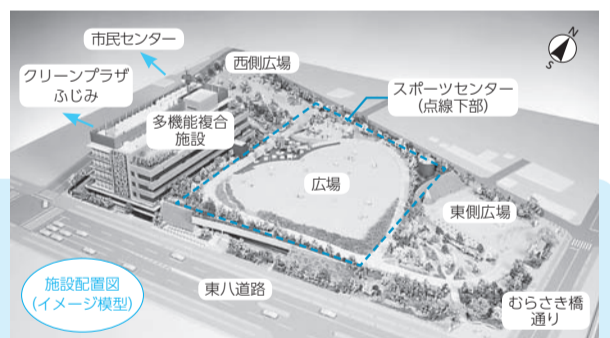 市民センター
クリーンプラザ
ふじみ
西側広場
スポーツセンター
(点線下部)
多機能複合
施設
広場
東側広場
施設配置図
(イメージ模型)
東八道路
むらさき橋
通り
N
S